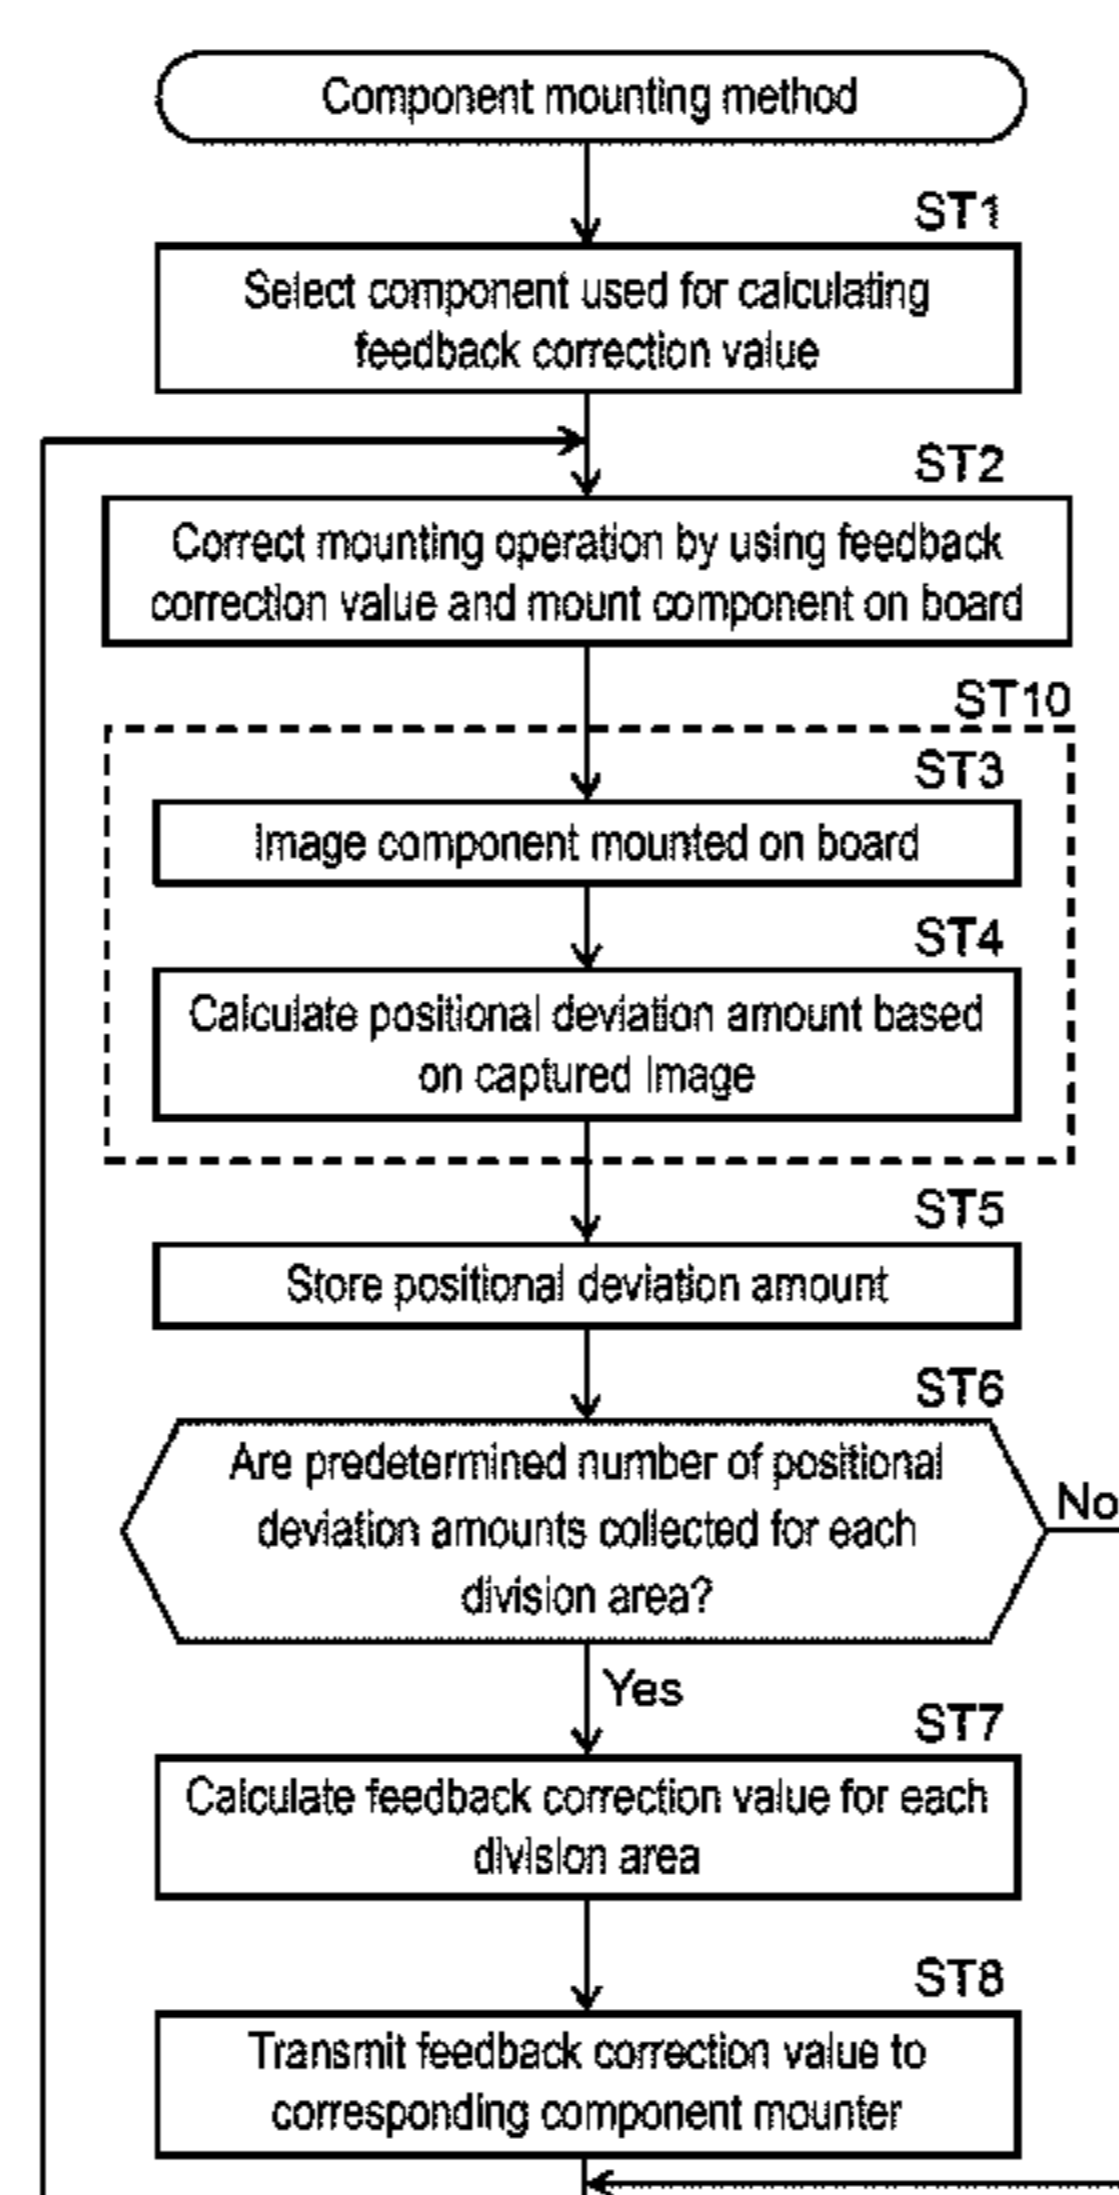 Component mounting method
ST1
Select component used for calculating
feedback correction value
ST2
Correct mounting operation by using feedback
correction value and mount component on board
ST10
ST3
Image component mounted on board
ST4
Calculate positional deviation amount based
on captured Image
ST5
Store positional deviation amount
ST6
Are predetermined number of positional
deviation amounts collected for each
division area?
No
Yes
ST7
Calculate feedback correction value for each
division area
ST8
Transmit feedback correction value to
corresponding component mounter